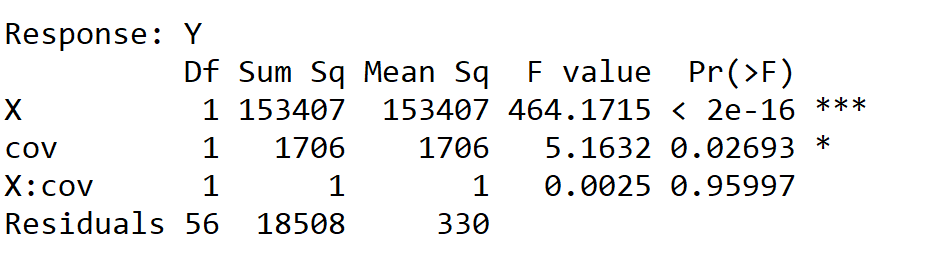 Response: Y
Df Sum Sq Mean Sq F value Pr(>F)
X 1 153407 153407 464.1715 < 2e-16 ***
cov 1 1706 1706 5.1632 0.02693 *
X:cov 1 1 1 0.0025 0.95997
Residuals 56 18508 330